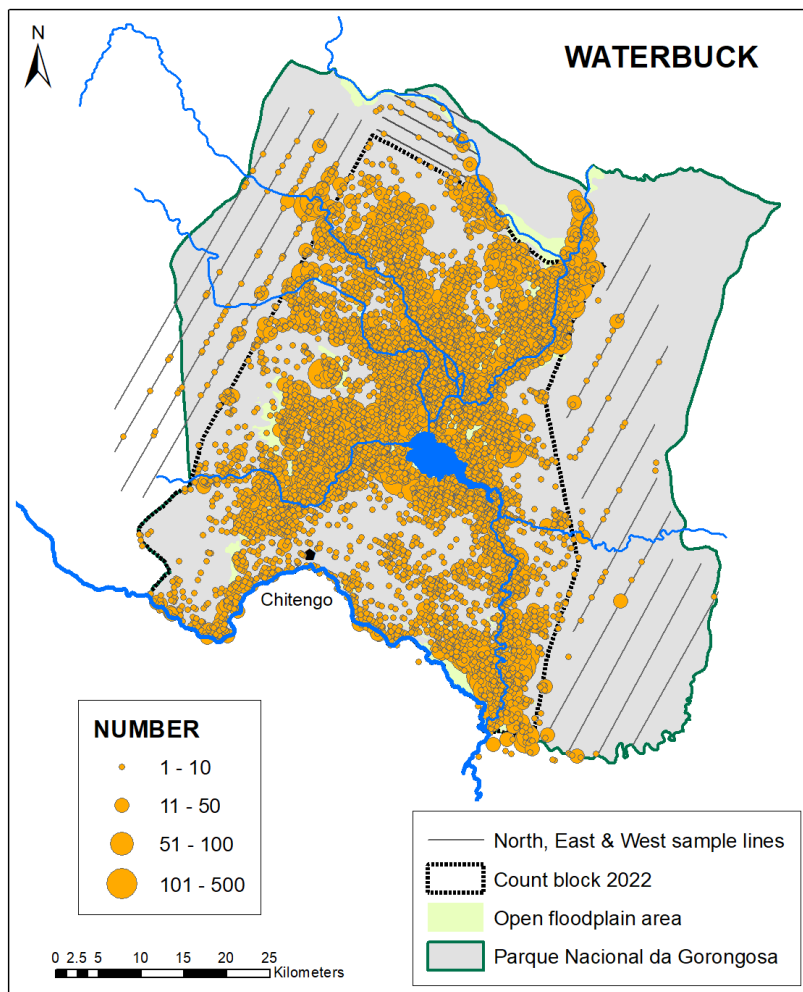 N
WATERBUCK
Chitengo
NUMBER
1 - 10
11 - 50
51 - 100
101 - 500
North, East & West sample lines
Count block 2022
Open floodplain area
Parque Nacional da Gorongosa
0 2.5 5 10 15 20 25
Kilometers